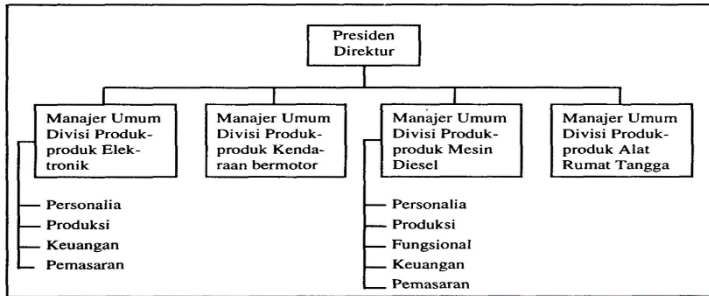 Presiden
Direktur
Manajer Umum
Divisi Produk-
produk Elek-
tronik
Manajer Umum
Divisi Produk-
produk Kenda-
raan bermotor
Manajer Umum
Divisi Produk-
produk Mesin
Diesel
Manajer Umum
Divisi Produk-
produk Alat
Rumat Tangga
Personalia
Produksi
Keuangan
Pemasaran
Personalia
Produksi
Fungsional
Keuangan
Pemasaran